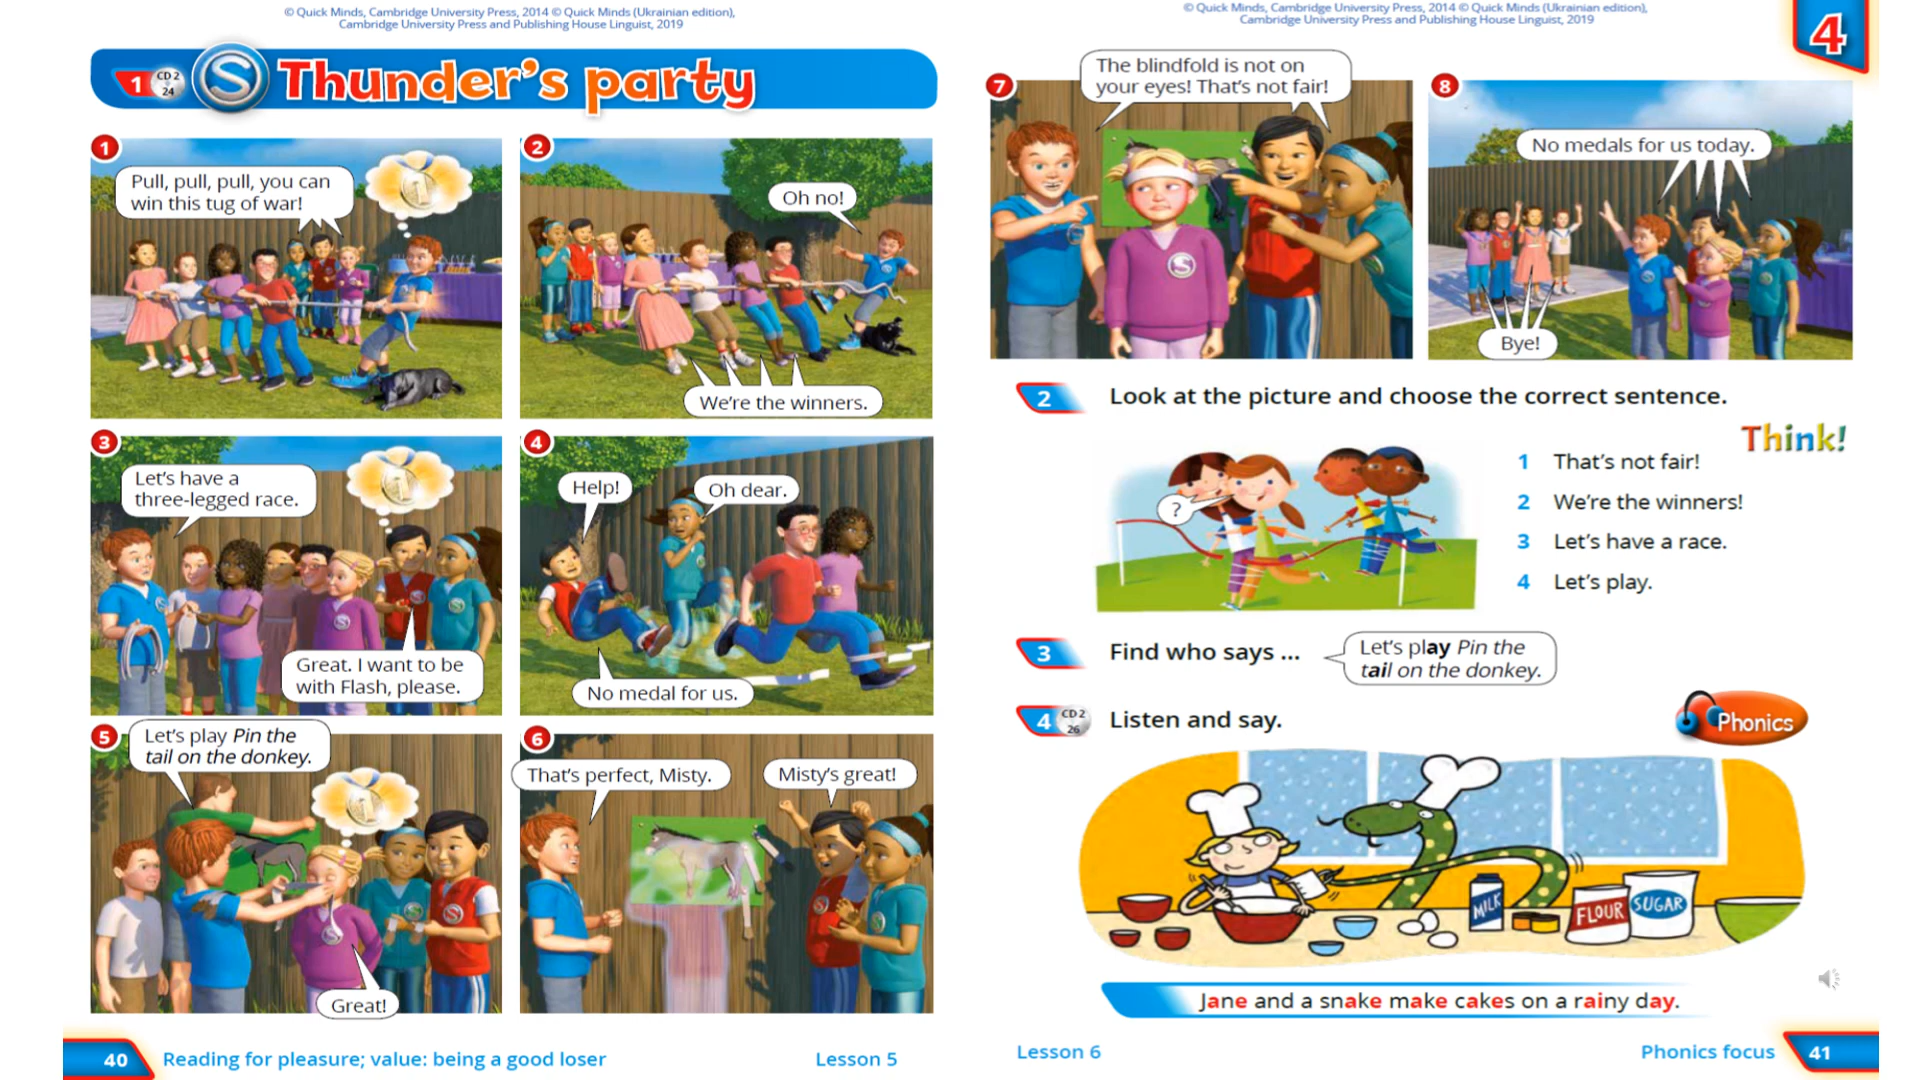 © Quick Minds, Cambridge University Press, 2014 © Quick Minds (Ukrainian edition),
Cambridge University Press and Publishing House Linguist, 2019
1 CD 2
24
S Thunder's party
1
Pull, pull, pull, you can
win this tug of war!
1
2
Oh no!
We're the winners.
3
Let's have a
three-legged race.
1
Great. I want to be
with Flash, please.
4
Help!
Oh dear.
No medal for us.
5
Let's play Pin the
tail on the donkey.
1
Great!
6
That's perfect, Misty.
Misty's great!
40 Reading for pleasure; value: being a good loser Lesson 5
© Quick Minds, Cambridge University Press, 2014 © Quick Minds (Ukrainian edition),
Cambridge University Press and Publishing House Linguist, 2019
4
7
The blindfold is not on
your eyes! That's not fair!
S
8
No medals for us today.
Bye!
2 Look at the picture and choose the correct sentence.
Think!
?
1 That's not fair!
2 We're the winners!
3 Let's have a race.
4 Let's play.
3 Find who says ...
Let's play Pin the
tail on the donkey.
4 CD 2
26
Listen and say.
Phonics
MILK
FLOUR
SUGAR
Jane and a snake make cakes on a rainy day.
Lesson 6 Phonics focus 41